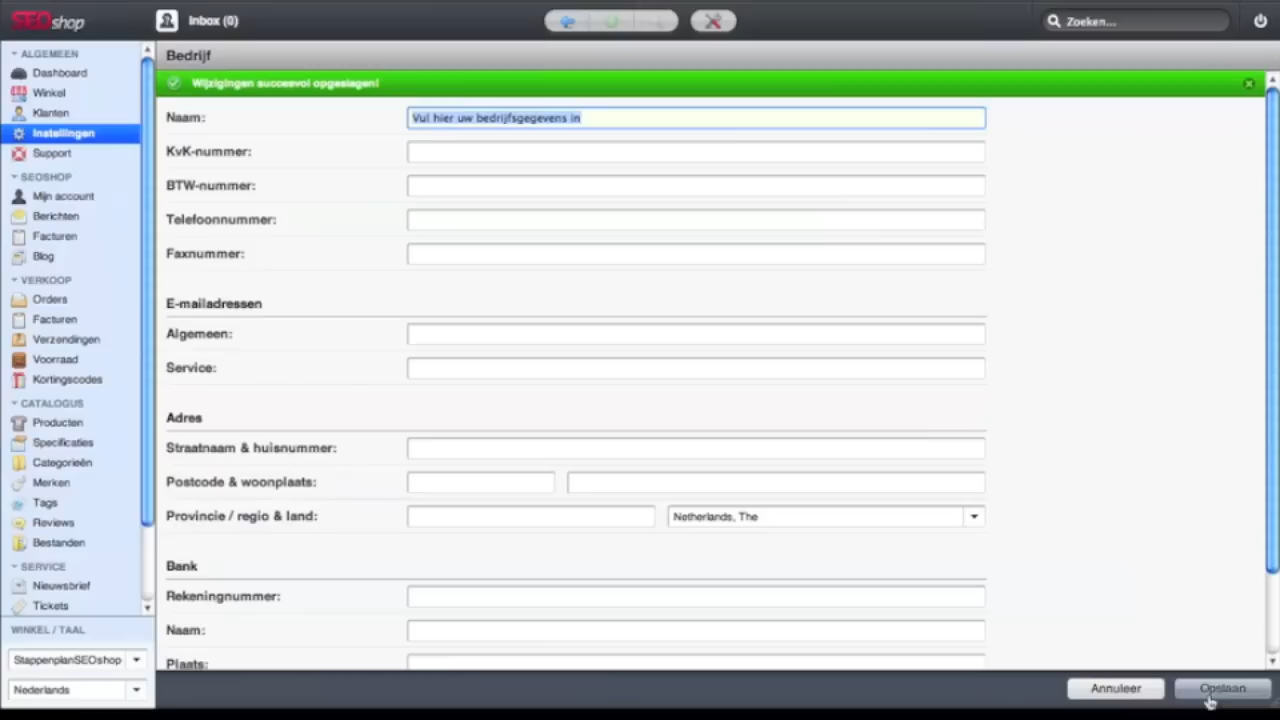 SEOshop
Inbox (0)
Zoeken...
ALGEMEEN
Dashboard
Winkel
Klanten
Instellingen
Support
SEOSHOP
Mijn account
Berichten
Facturen
Blog
VERKOOP
Orders
Facturen
Verzendingen
Voorraad
Kortingscodes
CATALOGUS
Producten
Specificaties
Categorieën
Merken
Tags
Reviews
Bestanden
SERVICE
Nieuwsbrief
Tickets
WINKEL / TAAL
StappenplanSEOshop
Nederlands
Bedrijf
Wijzigingen succesvol opgeslagen!
Naam: Vul hier uw bedrijfsgegevens in
KvK-nummer:
BTW-nummer:
Telefoonnummer:
Faxnummer:
E-mailadressen
Algemeen:
Service:
Adres
Straatnaam & huisnummer:
Postcode & woonplaats:
Provincie / regio & land: Netherlands, The
Bank
Rekeningnummer:
Naam:
Plaats:
Annuleer Opslaan